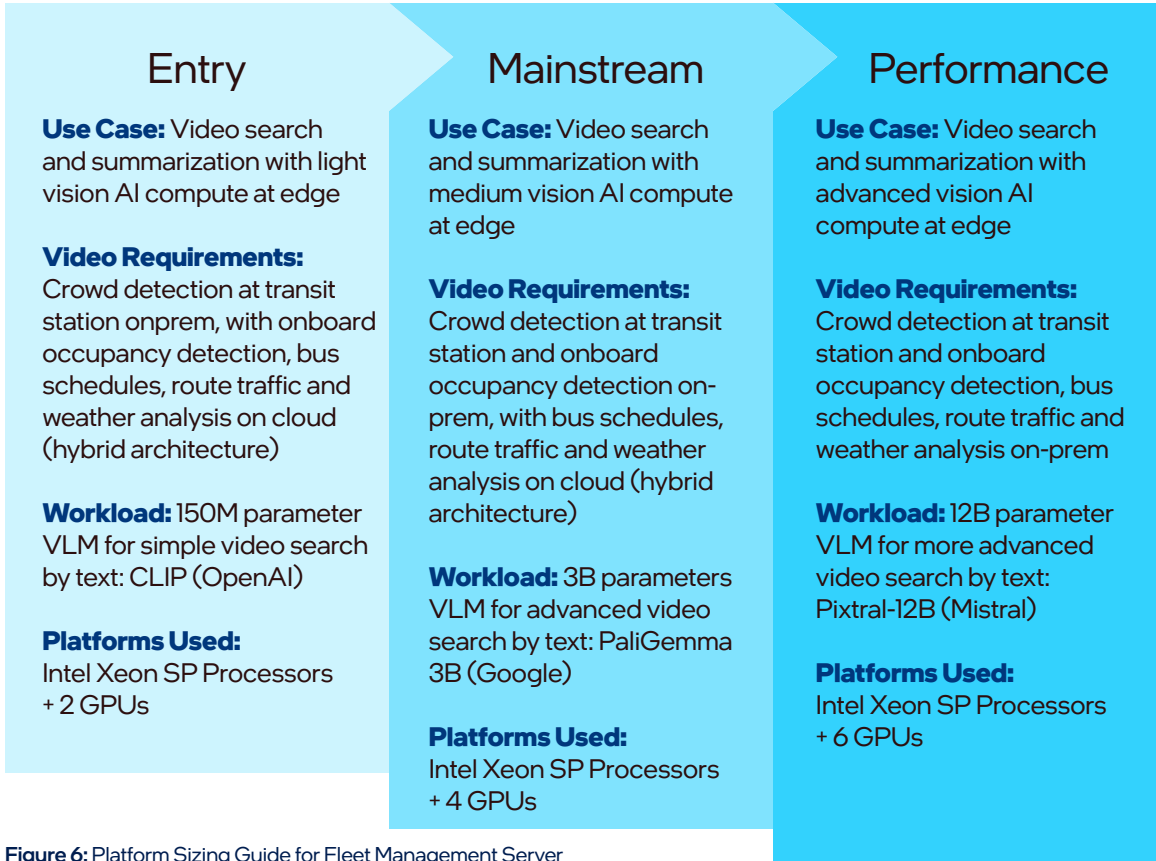 Entry
Use Case: Video search
and summarization with light
vision AI compute at edge
Video Requirements:
Crowd detection at transit
station onprem, with onboard
occupancy detection, bus
schedules, route traffic and
weather analysis on cloud
(hybrid architecture)
Workload: 150M parameter
VLM for simple video search
by text: CLIP (OpenAI)
Platforms Used:
Intel Xeon SP Processors
+ 2 GPUs
Mainstream
Use Case: Video search
and summarization with
medium vision AI compute
at edge
Video Requirements:
Crowd detection at transit
station and onboard
occupancy detection on-
prem, with bus schedules,
route traffic and weather
analysis on cloud (hybrid
architecture)
Workload: 3B parameters
VLM for advanced video
search by text: PaliGemma
3B (Google)
Platforms Used:
Intel Xeon SP Processors
+ 4 GPUs
Performance
Use Case: Video search
and summarization with
advanced vision AI
compute at edge
Video Requirements:
Crowd detection at transit
station and onboard
occupancy detection, bus
schedules, route traffic and
weather analysis on-prem
Workload: 12B parameter
VLM for more advanced
video search by text:
Pixtral-12B (Mistral)
Platforms Used:
Intel Xeon SP Processors
+ 6 GPUs
Figure 6: Platform Sizing Guide for Fleet Management Server